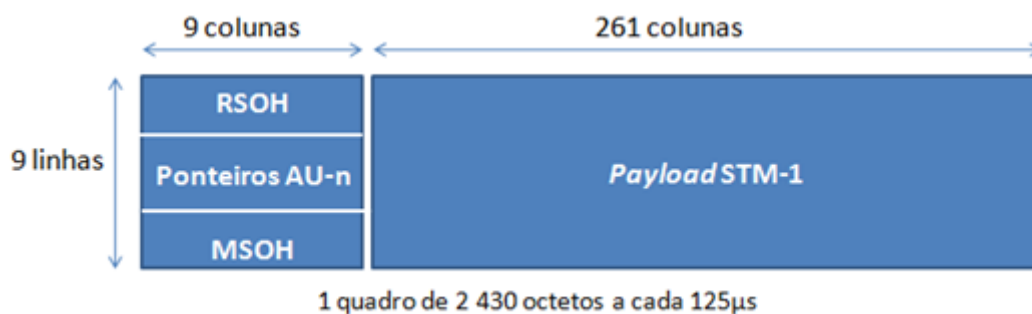 9 colunas
261 colunas
9 linhas
RSOH
Ponteiros AU-n
MSOH
Payload STM-1
1 quadro de 2 430 octetos a cada 125µs